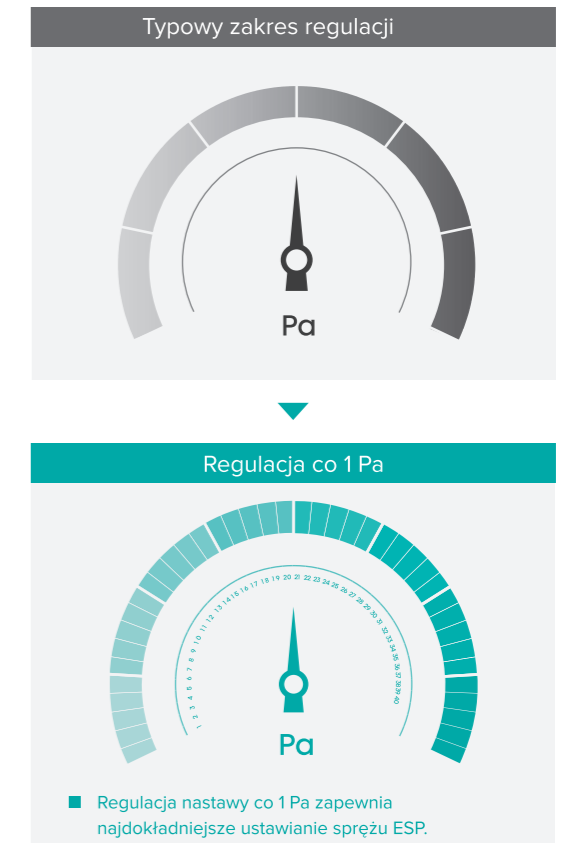 Typowy zakres regulacji
Pa
Regulacja co 1 Pa
1 2 3 4 5 6 7 8 9 10 11 12 13 14 15 16 17 18 19 20 21 22 23 24 25 26 27 28 29 30 31 32 33 34 35 36 37 38 39 40
Pa
Regulacja nastawy co 1 Pa zapewnia
najdokładniejsze ustawianie sprężu ESP.